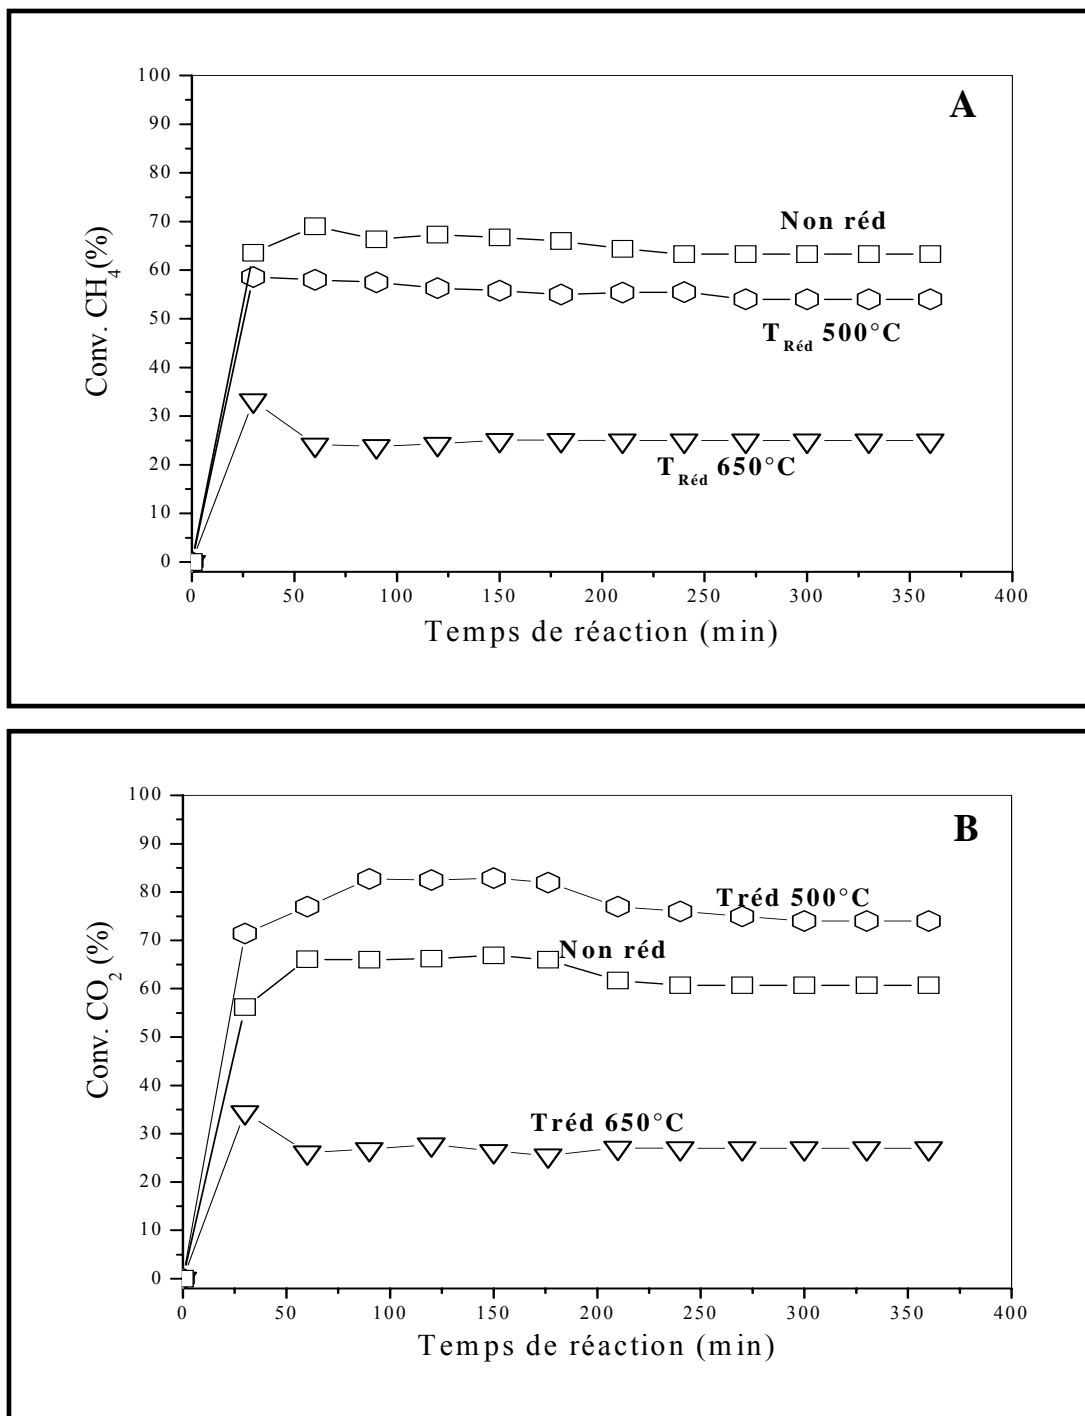 A
100
90
80
70
60
50
40
30
20
10
0
Conv. CH4 (%)
Non réd
TRéd 500°C
TRéd 650°C
0 50 100 150 200 250 300 350 400
Temps de réaction (min)
B
100
90
80
70
60
50
40
30
20
10
0
Conv. CO2 (%)
Tréd 500°C
Non réd
Tréd 650°C
0 50 100 150 200 250 300 350 400
Temps de réaction (min)